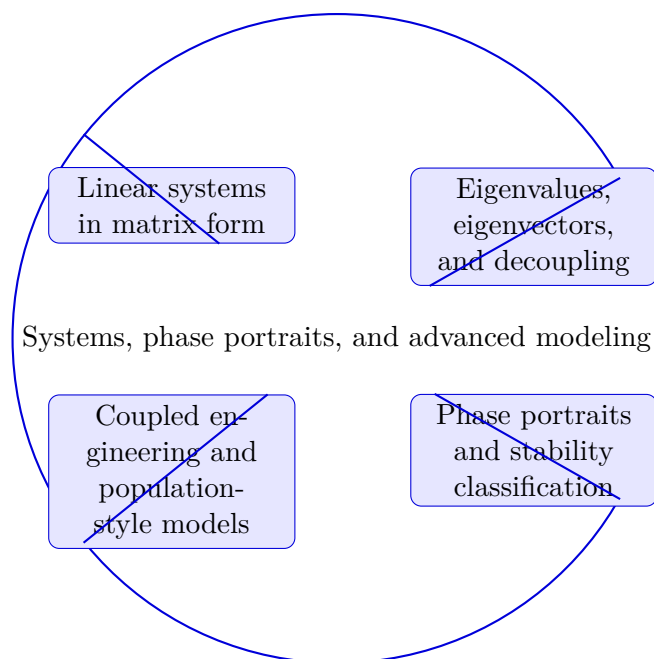 Linear systems
in matrix form
Eigenvalues,
eigenvectors,
and decoupling
Systems, phase portraits, and advanced modeling
Coupled en-
gineering and
population-
style models
Phase portraits
and stability
classification